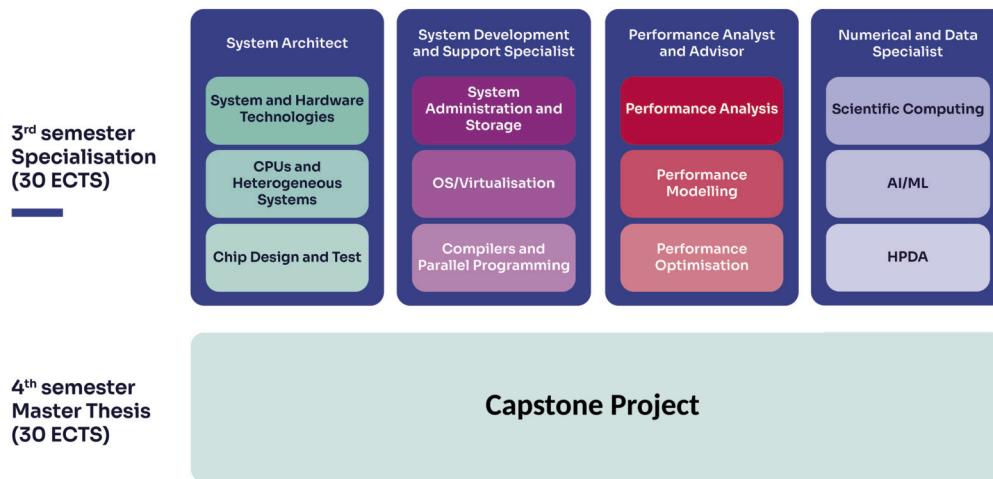 3rd semester
Specialisation
(30 ECTS)
System Architect
System and Hardware
Technologies
CPUs and
Heterogeneous
Systems
Chip Design and Test
System Development
and Support Specialist
System
Administration and
Storage
OS/Virtualisation
Compilers and
Parallel Programming
Performance Analyst
and Advisor
Performance Analysis
Performance
Modelling
Performance
Optimisation
Numerical and Data
Specialist
Scientific Computing
AI/ML
HPDA
4th semester
Master Thesis
(30 ECTS)
Capstone Project